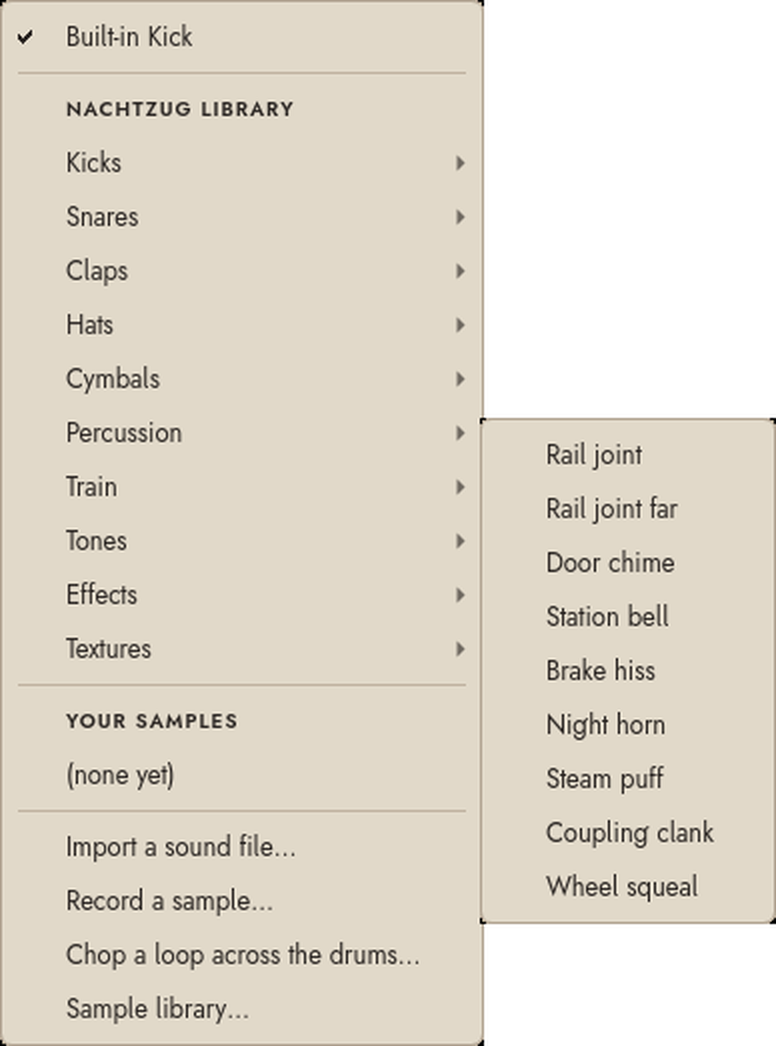 Built-in Kick
NACHTZUG LIBRARY
Kicks
Snares
Claps
Hats
Cymbals
Percussion
Train
Tones
Effects
Textures
YOUR SAMPLES
(none yet)
Import a sound file...
Record a sample...
Chop a loop across the drums...
Sample library...
Rail joint
Rail joint far
Door chime
Station bell
Brake hiss
Night horn
Steam puff
Coupling clank
Wheel squeal